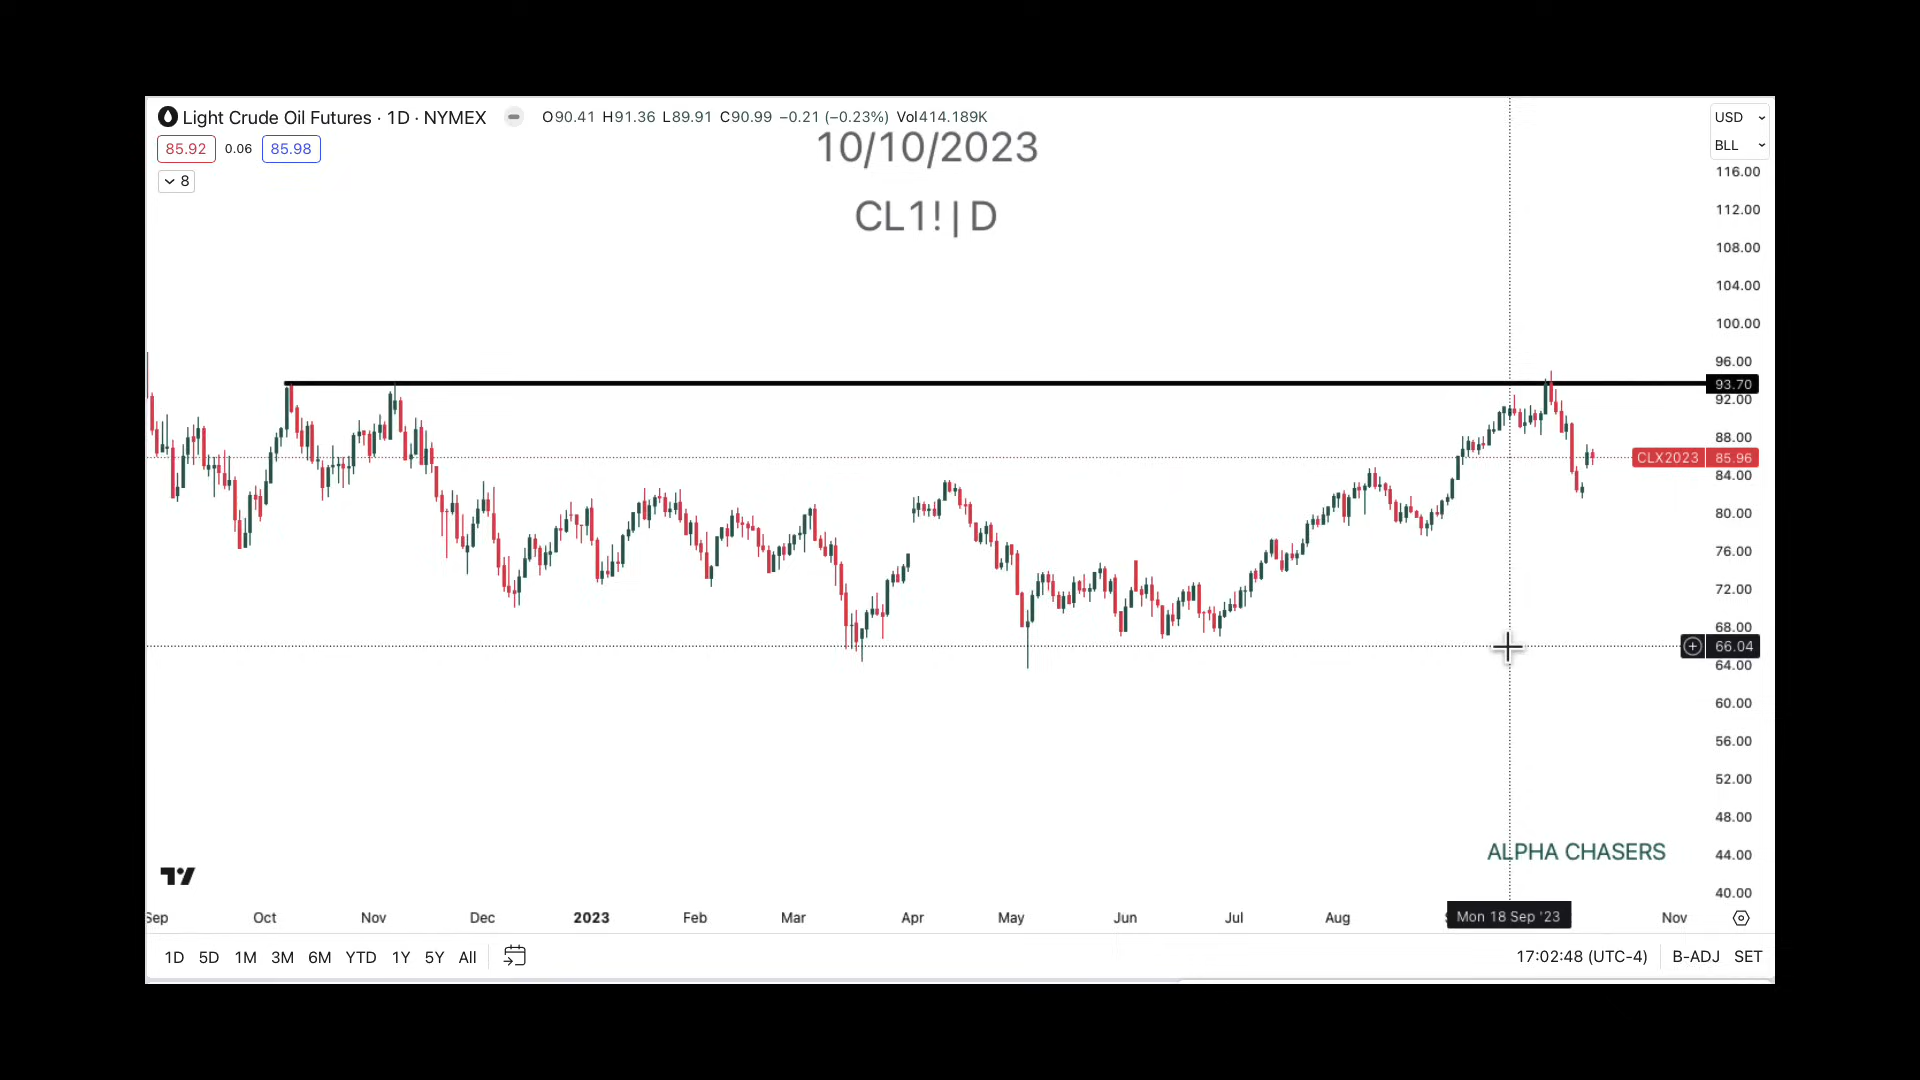 Light Crude Oil Futures · 1D · NYMEX O90.41 H91.36 L89.91 C90.99 −0.21 (−0.23%) Vol414.189K
USD
10/10/2023
85.92 0.06 85.98
BLL
8
CL1!|D
116.00
112.00
108.00
104.00
100.00
96.00
93.70
92.00
88.00
CLX2023 85.96
84.00
80.00
76.00
72.00
68.00
66.04
64.00
60.00
56.00
52.00
48.00
ALPHA CHASERS
44.00
40.00
Sep Oct Nov Dec 2023 Feb Mar Apr May Jun Jul Aug Mon 18 Sep '23 Nov
1D 5D 1M 3M 6M YTD 1Y 5Y All 17:02:48 (UTC-4) B-ADJ SET